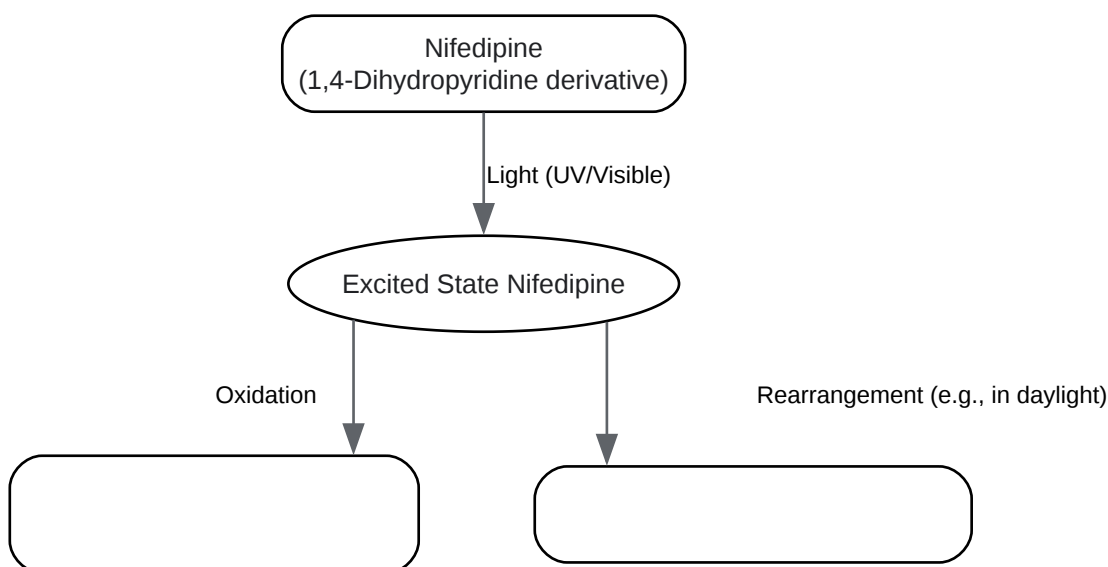 Nifedipine
(1,4-Dihydropyridine derivative)
Light (UV/Visible)
Excited State Nifedipine
Oxidation
Rearrangement (e.g., in daylight)